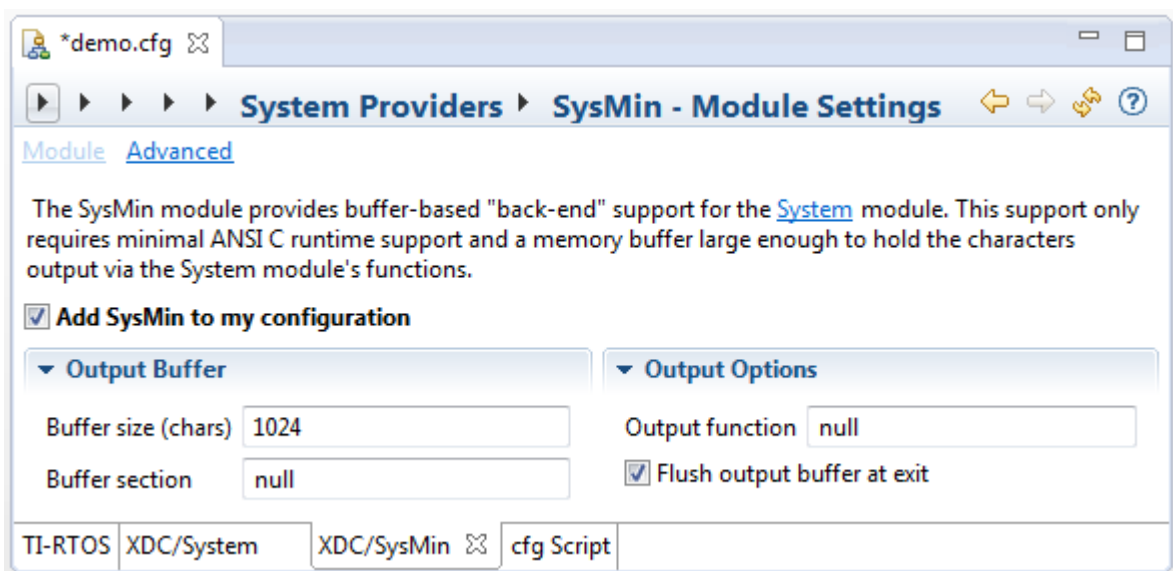 *demo.cfg
System Providers SysMin - Module Settings
Module Advanced
The SysMin module provides buffer-based "back-end" support for the System module. This support only
requires minimal ANSI C runtime support and a memory buffer large enough to hold the characters
output via the System module's functions.
Add SysMin to my configuration
Output Buffer
Buffer size (chars) 1024
Buffer section null
Output Options
Output function null
Flush output buffer at exit
TI-RTOS XDC/System XDC/SysMin cfg Script